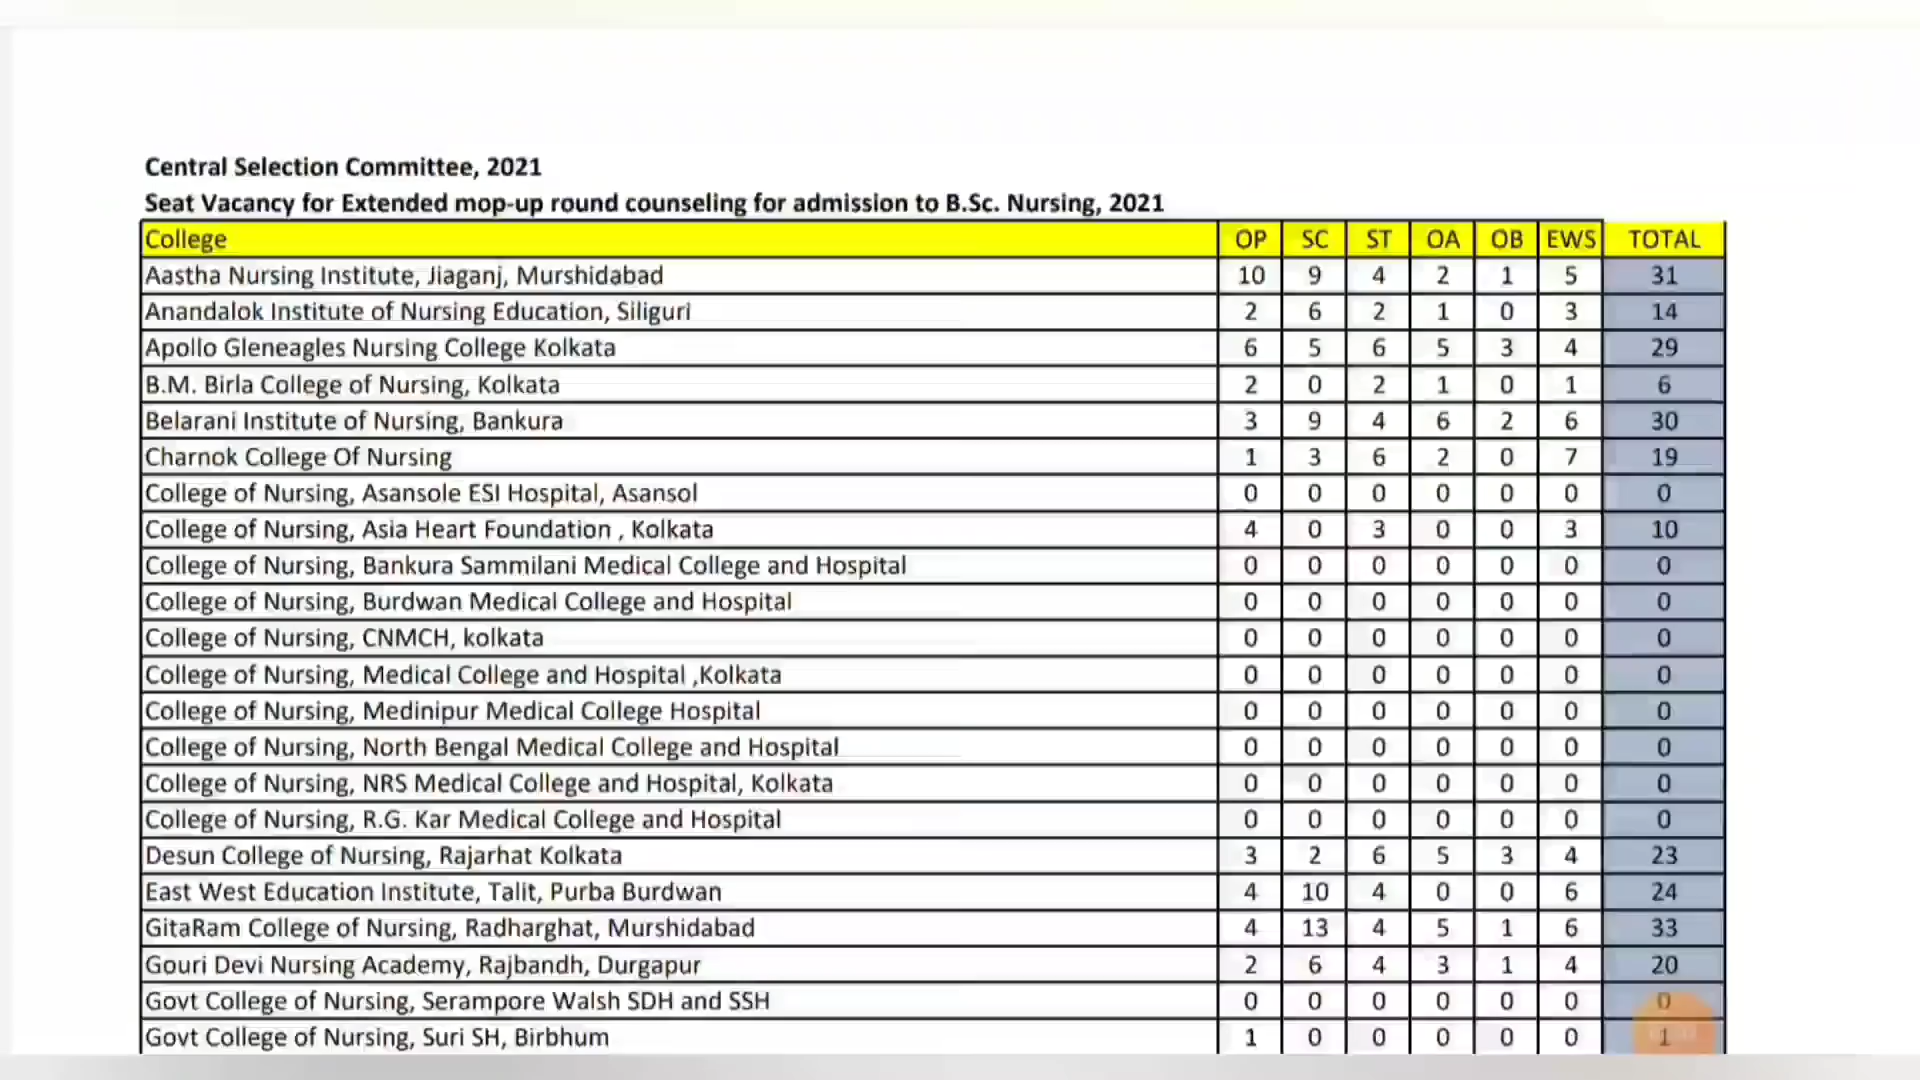 Central Selection Committee, 2021
Seat Vacancy for Extended mop-up round counseling for admission to B.Sc. Nursing, 2021
College OP SC ST OA OB EWS TOTAL
Aastha Nursing Institute, Jiaganj, Murshidabad 10 9 4 2 1 5 31
Anandalok Institute of Nursing Education, Siliguri 2 6 2 1 0 3 14
Apollo Gleneagles Nursing College Kolkata 6 5 6 5 3 4 29
B.M. Birla College of Nursing, Kolkata 2 0 2 1 0 1 6
Belarani Institute of Nursing, Bankura 3 9 4 6 2 6 30
Charnok College Of Nursing 1 3 6 2 0 7 19
College of Nursing, Asansole ESI Hospital, Asansol 0 0 0 0 0 0 0
College of Nursing, Asia Heart Foundation , Kolkata 4 0 3 0 0 3 10
College of Nursing, Bankura Sammilani Medical College and Hospital 0 0 0 0 0 0 0
College of Nursing, Burdwan Medical College and Hospital 0 0 0 0 0 0 0
College of Nursing, CNMCH, kolkata 0 0 0 0 0 0 0
College of Nursing, Medical College and Hospital ,Kolkata 0 0 0 0 0 0 0
College of Nursing, Medinipur Medical College Hospital 0 0 0 0 0 0 0
College of Nursing, North Bengal Medical College and Hospital 0 0 0 0 0 0 0
College of Nursing, NRS Medical College and Hospital, Kolkata 0 0 0 0 0 0 0
College of Nursing, R.G. Kar Medical College and Hospital 0 0 0 0 0 0 0
Desun College of Nursing, Rajarhat Kolkata 3 2 6 5 3 4 23
East West Education Institute, Talit, Purba Burdwan 4 10 4 0 0 6 24
GitaRam College of Nursing, Radharghat, Murshidabad 4 13 4 5 1 6 33
Gouri Devi Nursing Academy, Rajbandh, Durgapur 2 6 4 3 1 4 20
Govt College of Nursing, Serampore Walsh SDH and SSH 0 0 0 0 0 0 0
Govt College of Nursing, Suri SH, Birbhum 1 0 0 0 0 0 1